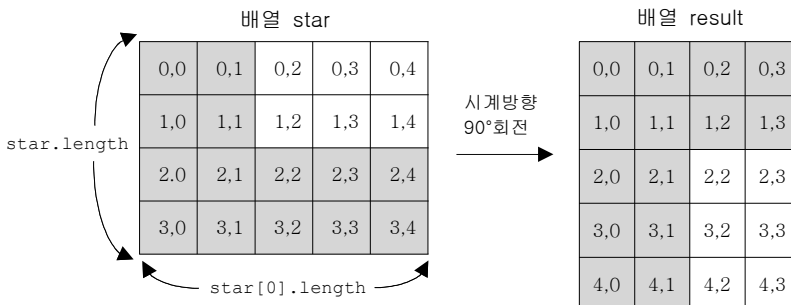 배열 star
배열 result
0,0 0,1 0,2 0,3 0,4
1,0 1,1 1,2 1,3 1,4
2.0 2,1 2,2 2,3 2,4
3,0 3,1 3,2 3,3 3,4
star.length
star[0].length
시계방향
90°회전
0,0 0,1 0,2 0,3
1,0 1,1 1,2 1,3
2,0 2,1 2,2 2,3
3,0 3,1 3,2 3,3
4,0 4,1 4,2 4,3